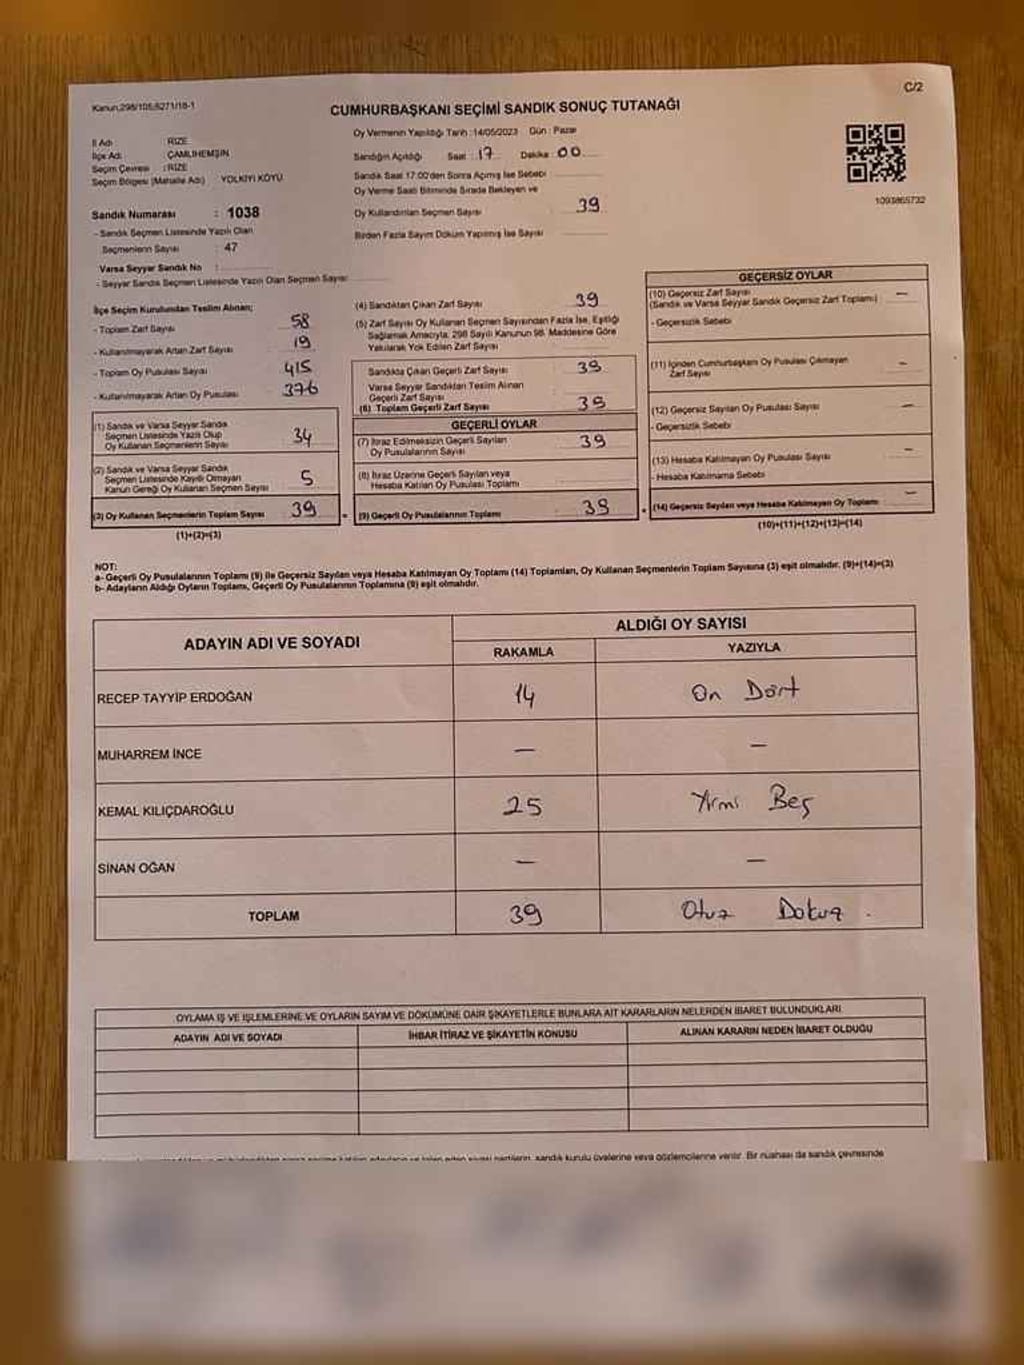 C/2
Kanun,298/105,6271/18-1
CUMHURBAŞKANI SEÇİMİ SANDIK SONUÇ TUTANAĞI
İl Adı RİZE
İlçe Adı ÇAMLIHEMŞİN
Seçim Çevresi : RİZE
Seçim Bölgesi (Mahalle Adı) YOLKIYI KÖYÜ
Sandık Numarası : 1038
- Sandık Seçmen Listesinde Yazılı Olan
Seçmenlerin Sayısı : 47
Varsa Seyyar Sandık No :
- Seyyar Sandık Seçmen Listesinde Yazılı Olan Seçmen Sayısı:
Oy Vermenin Yapıldığı Tarih :14/05/2023 Gün : Pazar
Sandığın Açıldığı Saat : 17 Dakika : 00
Sandık Saat 17:00'den Sonra Açılmış İse Sebebi
Oy Verme Saati Bitiminde Sırada Bekleyen ve
Oy Kullandırılan Seçmen Sayısı 39
Birden Fazla Sayım Döküm Yapılmış İse Sayısı
1093865732
İlçe Seçim Kurulundan Teslim Alınan;
- Toplam Zarf Sayısı 58
- Kullanılmayarak Artan Zarf Sayısı 19
- Toplam Oy Pusulası Sayısı 415
- Kullanılmayarak Artan Oy Pusulası 376
(1) Sandık ve Varsa Seyyar Sandık
Seçmen Listesinde Yazılı Olup
Oy Kullanan Seçmenlerin Sayısı 34
(2) Sandık ve Varsa Seyyar Sandık
Seçmen Listesinde Kayıtlı Olmayan
Kanun Gereği Oy Kullanan Seçmen Sayısı 5
(3) Oy Kullanan Seçmenlerin Toplam Sayısı 39
(1)+(2)=(3)
(4) Sandıktan Çıkan Zarf Sayısı 39
(5) Zarf Sayısı Oy Kullanan Seçmen Sayısından Fazla İse, Eşitliği
Sağlamak Amacıyla, 298 Sayılı Kanunun 98. Maddesine Göre
Yakılarak Yok Edilen Zarf Sayısı
Sandıkta Çıkan Geçerli Zarf Sayısı 39
Varsa Seyyar Sandıktan Teslim Alınan
Geçerli Zarf Sayısı
(6) Toplam Geçerli Zarf Sayısı 39
GEÇERLİ OYLAR
(7) İtiraz Edilmeksizin Geçerli Sayılan
Oy Pusulalarının Sayısı 39
(8) İtiraz Üzerine Geçerli Sayılan veya
Hesaba Katılan Oy Pusulası Toplamı
= (9) Geçerli Oy Pusulalarının Toplamı 39
GEÇERSİZ OYLAR
(10) Geçersiz Zarf Sayısı —
(Sandık ve Varsa Seyyar Sandık Geçersiz Zarf Toplamı)
- Geçersizlik Sebebi
(11) İçinden Cumhurbaşkanı Oy Pusulası Çıkmayan —
Zarf Sayısı
(12) Geçersiz Sayılan Oy Pusulası Sayısı —
- Geçersizlik Sebebi
(13) Hesaba Katılmayan Oy Pusulası Sayısı —
- Hesaba Katılmama Sebebi
+ (14) Geçersiz Sayılan veya Hesaba Katılmayan Oy Toplamı —
(10)+(11)+(12)+(13)=(14)
NOT:
a- Geçerli Oy Pusulalarının Toplamı (9) ile Geçersiz Sayılan veya Hesaba Katılmayan Oy Toplamı (14) Toplamları, Oy Kullanan Seçmenlerin Toplam Sayısına (3) eşit olmalıdır. (9)+(14)=(3)
b- Adayların Aldığı Oyların Toplamı, Geçerli Oy Pusulalarının Toplamına (9) eşit olmalıdır.
ADAYIN ADI VE SOYADI ALDIĞI OY SAYISI
RAKAMLA YAZIYLA
RECEP TAYYİP ERDOĞAN 14 On Dört
MUHARREM İNCE — —
KEMAL KILIÇDAROĞLU 25 Yirmi Beş
SİNAN OĞAN — —
TOPLAM 39 Otuz Dokuz .
OYLAMA İŞ VE İŞLEMLERİNE VE OYLARIN SAYIM VE DÖKÜMÜNE DAİR ŞİKAYETLERLE BUNLARA AİT KARARLARIN NELERDEN İBARET BULUNDUKLARI
ADAYIN ADI VE SOYADI İHBAR İTİRAZ VE ŞİKAYETİN KONUSU ALINAN KARARIN NEDEN İBARET OLDUĞU
sandık kurulu üyelerine veya gözlemcilerine verilir. Bir nüshası da sandık çevresinde